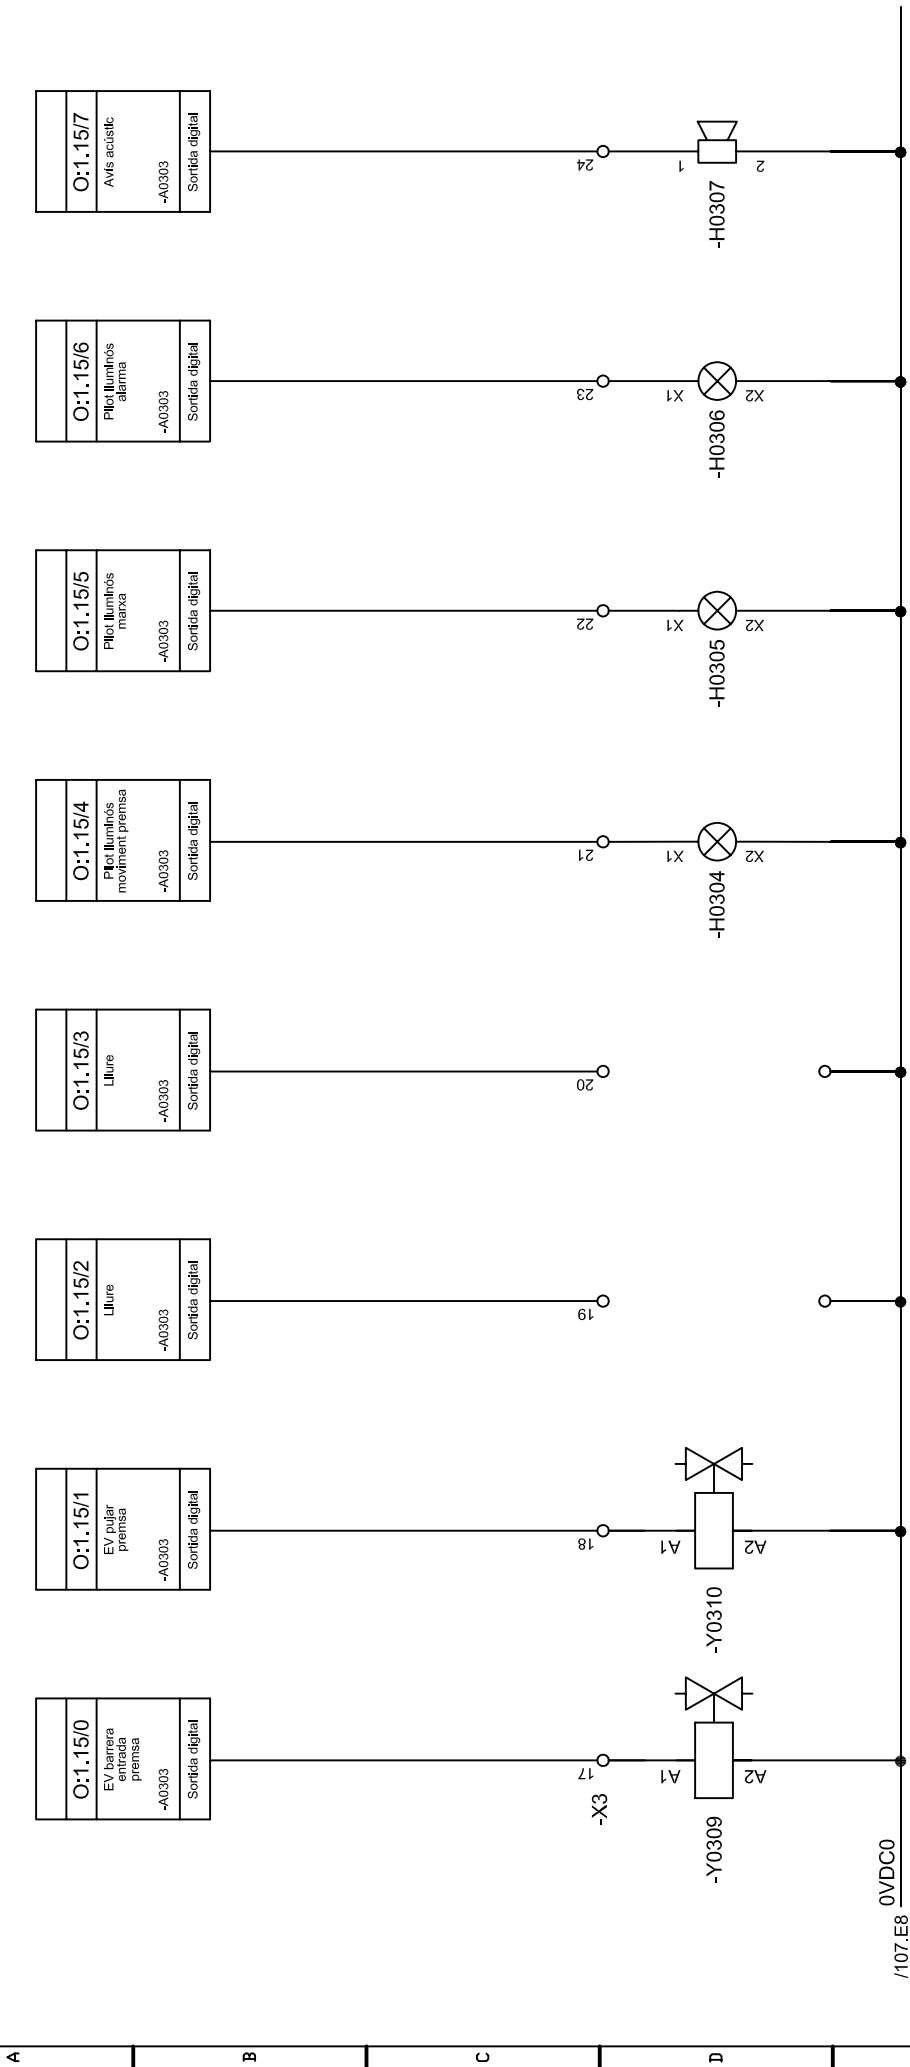 O:1.15/0
EV barrera
entrada
premsa
-A0303
Sortida digital
O:1.15/1
EV pujar
premsa
-A0303
Sortida digital
O:1.15/2
Lliure
-A0303
Sortida digital
O:1.15/3
Lliure
-A0303
Sortida digital
O:1.15/4
Pilot lluminós
moviment premsa
-A0303
Sortida digital
O:1.15/5
Pilot lluminós
marxa
-A0303
Sortida digital
O:1.15/6
Pilot lluminós
alarma
-A0303
Sortida digital
O:1.15/7
Avís acústic
-A0303
Sortida digital
-X3
17
18
19
20
21
22
23
24
-Y0309
A1
A2
-Y0310
A1
A2
-H0304
X1
X2
-H0305
X1
X2
-H0306
X1
X2
-H0307
1
2
0VDC0
/107.E8
A
B
C
D